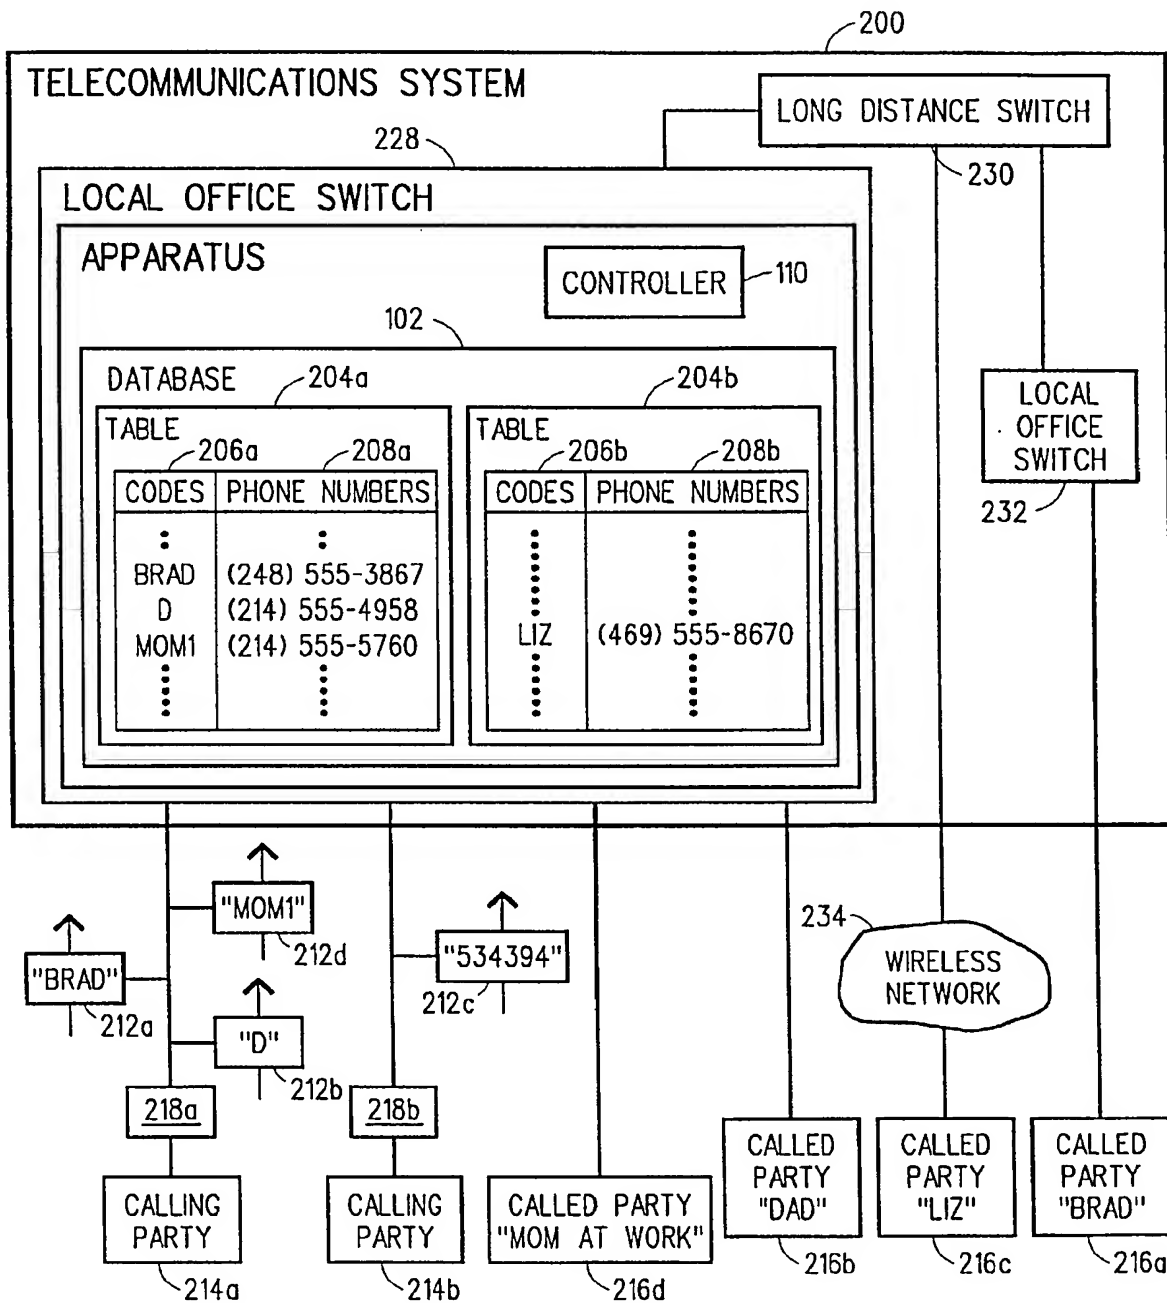 200
TELECOMMUNICATIONS SYSTEM
LONG DISTANCE SWITCH
230
228
LOCAL OFFICE SWITCH
APPARATUS
CONTROLLER
110
102
DATABASE
204a
204b
TABLE
206a
208a
CODES PHONE NUMBERS
BRAD (248) 555-3867
D (214) 555-4958
MOM1 (214) 555-5760
TABLE
206b
208b
CODES PHONE NUMBERS
LIZ (469) 555-8670
LOCAL
OFFICE
SWITCH
232
"MOM1"
212d
"BRAD"
212a
"D"
212b
"534394"
212c
234
WIRELESS
NETWORK
218a
218b
CALLING
PARTY
214a
CALLING
PARTY
214b
CALLED PARTY
"MOM AT WORK"
216d
CALLED
PARTY
"DAD"
216b
CALLED
PARTY
"LIZ"
216c
CALLED
PARTY
"BRAD"
216a